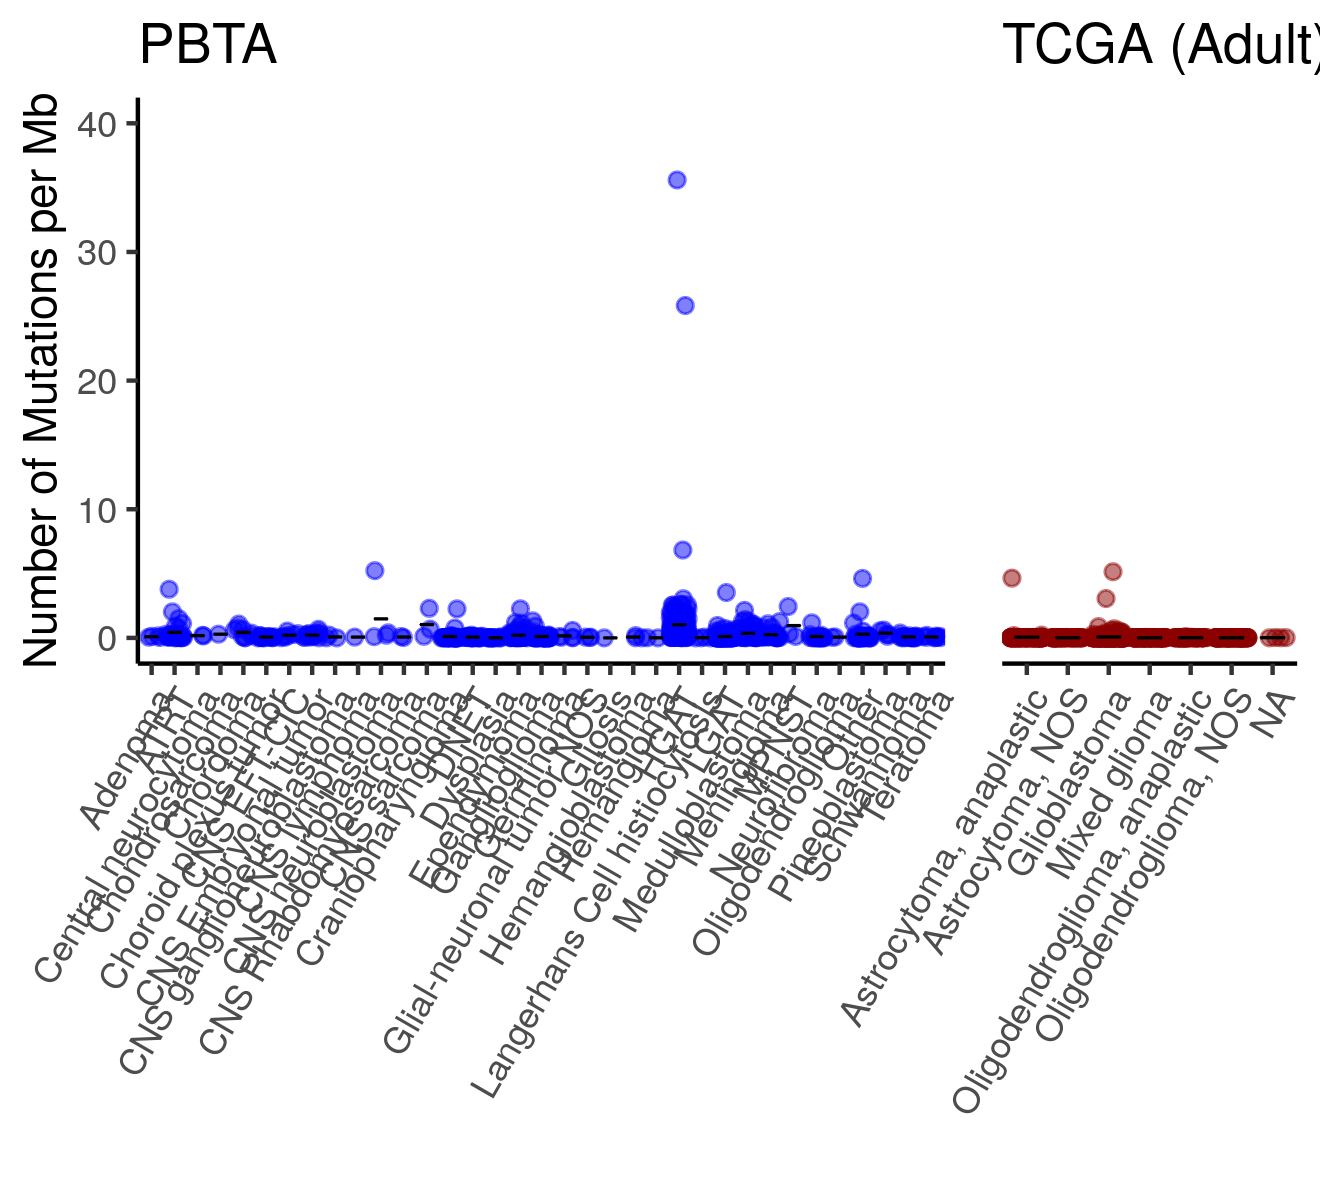 PBTA
TCGA (Adult)
Number of Mutations per Mb
40
30
20
10
0
Adenoma
ATRT
Central neurocytoma
Chondrosarcoma
Chordoma
Choroid plexus tumor
CNS EFT-CIC
CNS Embryonal tumor
CNS ganglioneuroblastoma
CNS lymphoma
CNS neuroblastoma
CNS Rhabdomyosarcoma
CNS sarcoma
Craniopharyngioma
DNET
Dysplasia
Ependymoma
Ganglioglioma
Germinoma
Glial-neuronal tumor NOS
Gliosis
Hemangioblastoma
Hemangioma
HGAT
Langerhans Cell histiocytosis
LGAT
Medulloblastoma
Meningioma
MPNST
Neurofibroma
Oligodendroglioma
Other
Pineoblastoma
Schwannoma
Teratoma
Astrocytoma, anaplastic
Astrocytoma, NOS
Glioblastoma
Mixed glioma
Oligodendroglioma, anaplastic
Oligodendroglioma, NOS
NA